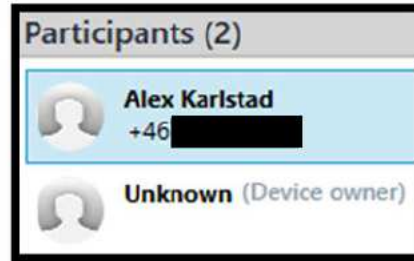 Participants (2)
Alex Karlstad
+46
Unknown (Device owner)